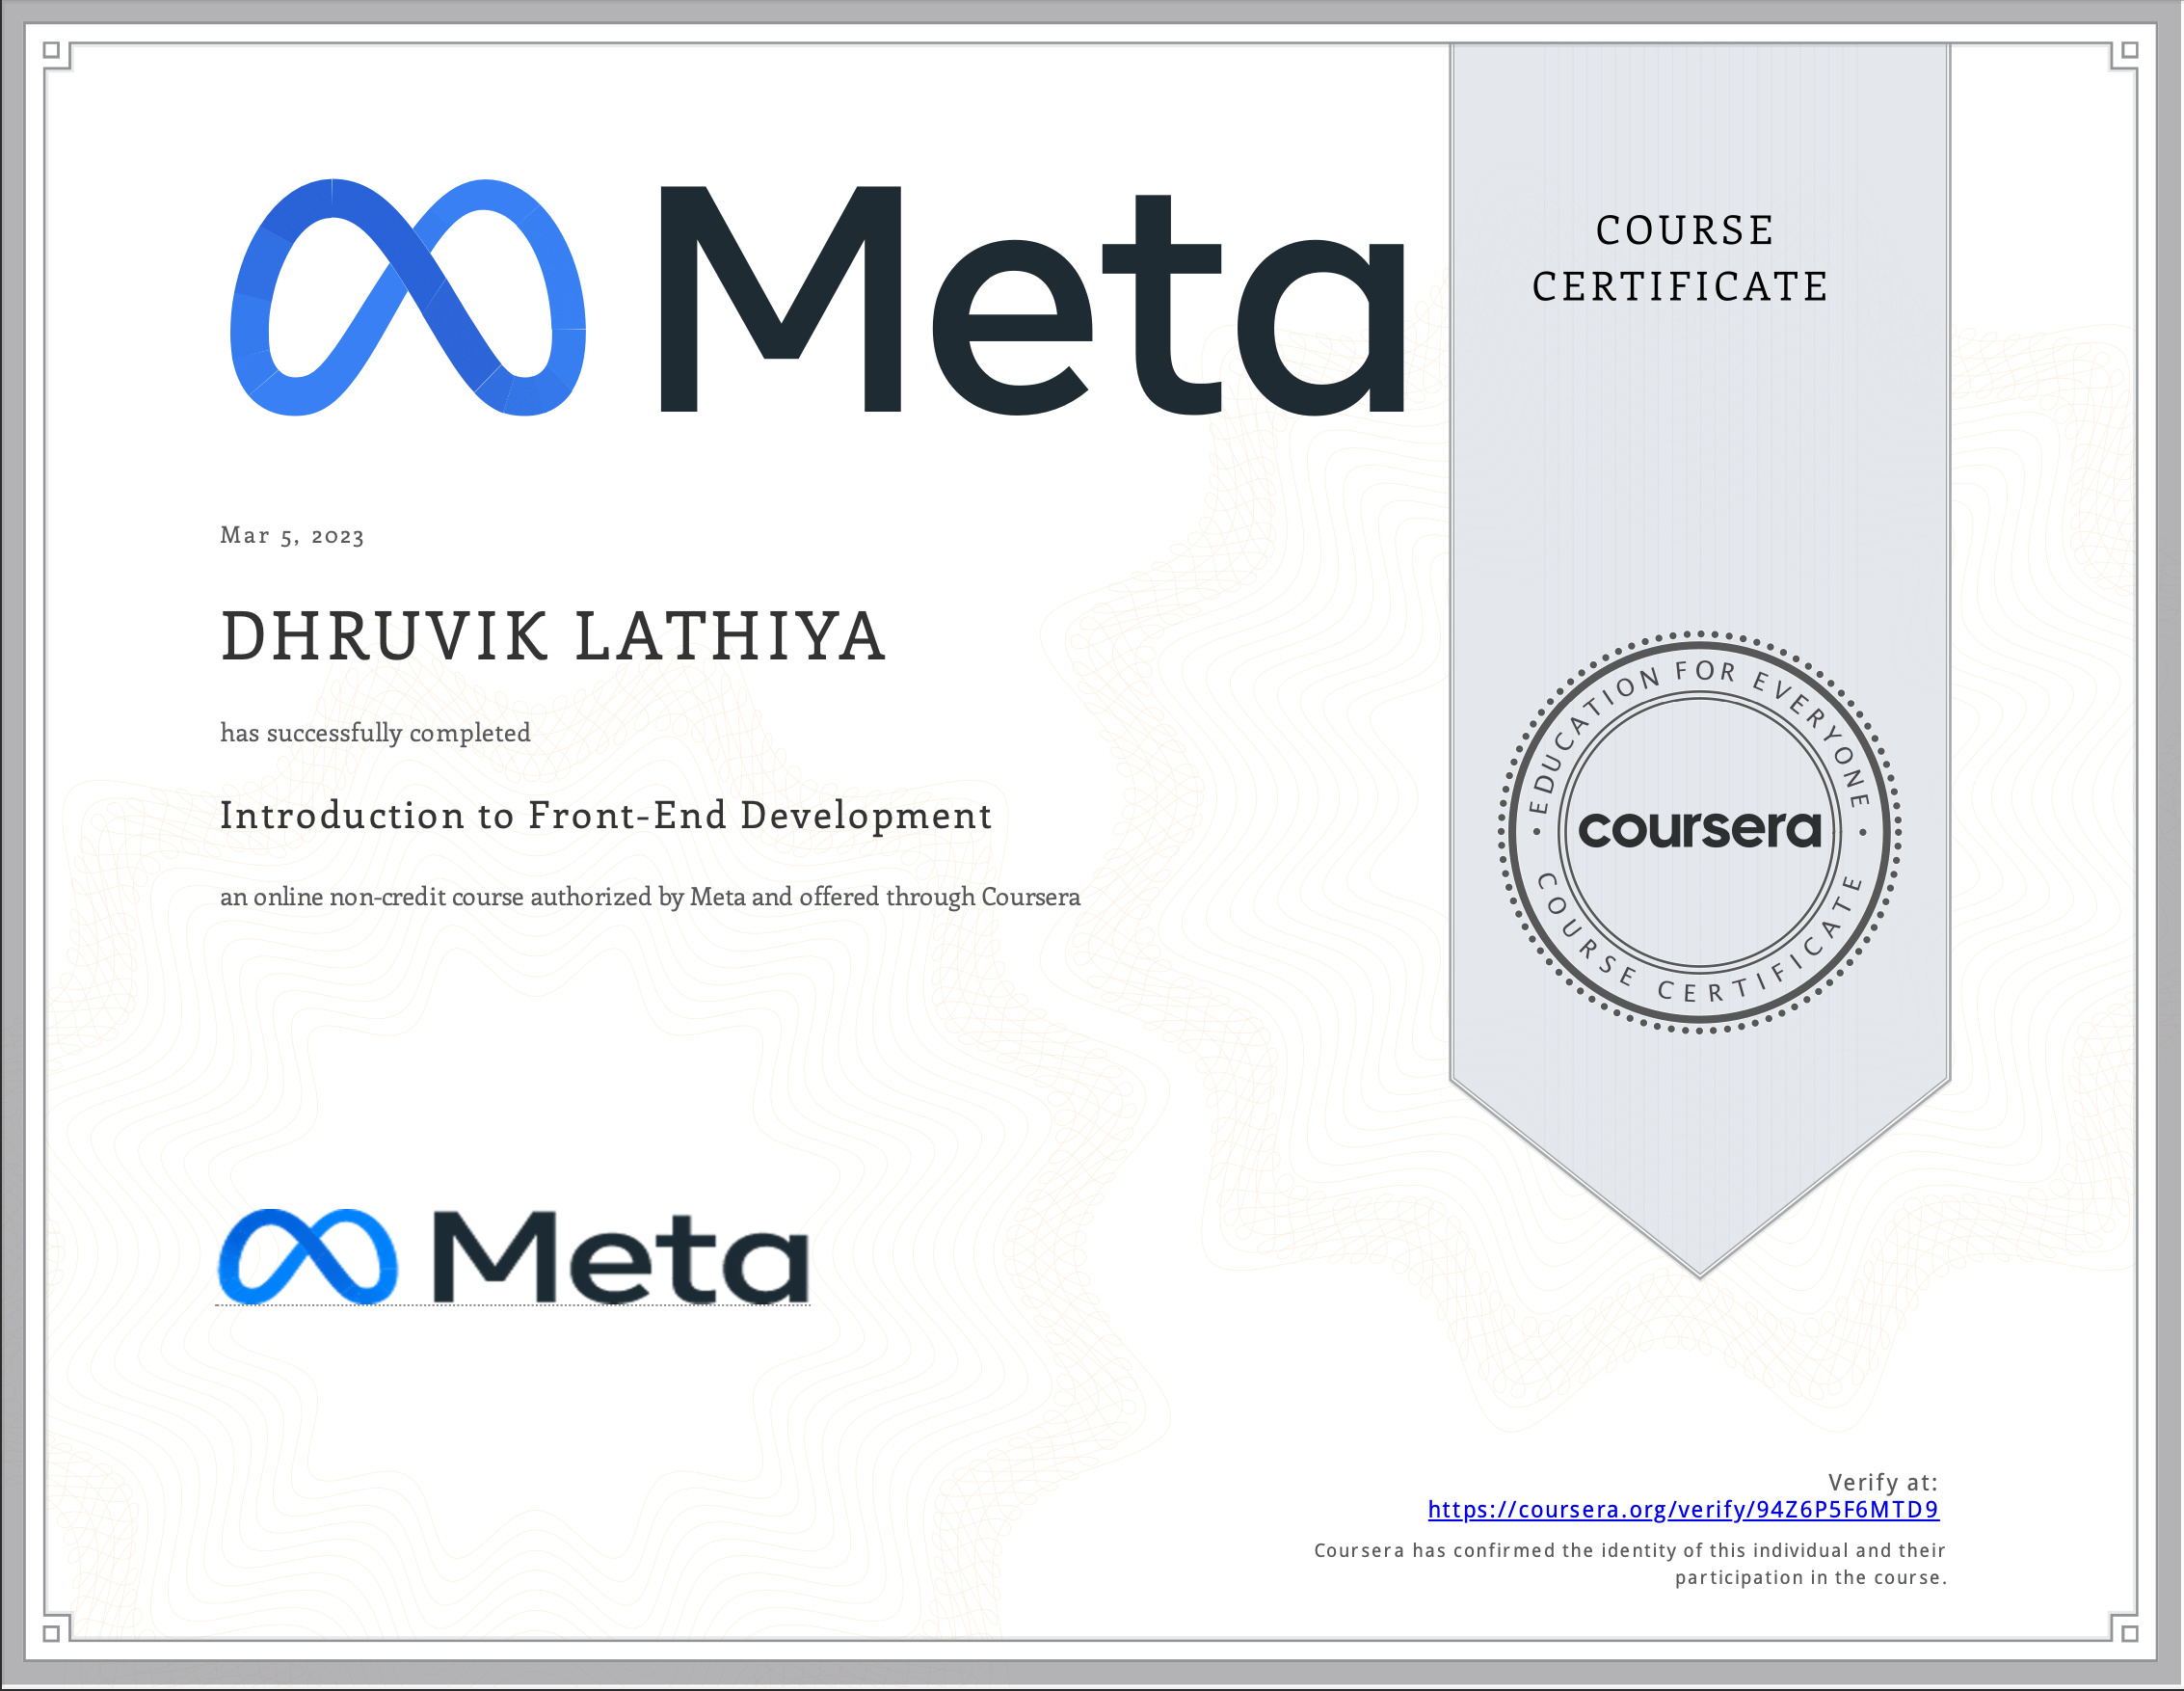 Meta
COURSE
CERTIFICATE
Mar 5, 2023
DHRUVIK LATHIYA
has successfully completed
Introduction to Front-End Development
an online non-credit course authorized by Meta and offered through Coursera
EDUCATION FOR EVERYONE
coursera
COURSE CERTIFICATE
Meta
Verify at:
https://coursera.org/verify/94Z6P5F6MTD9
Coursera has confirmed the identity of this individual and their
participation in the course.